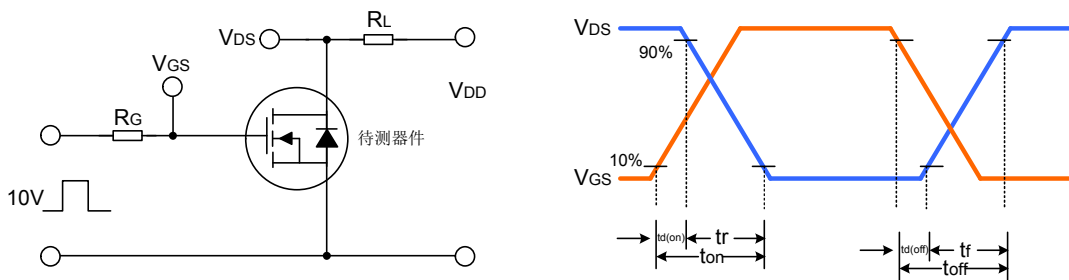 RL
VDS
VGS
VDD
RG
待测器件
10V
VDS
90%
10%
VGS
td(on)
tr
ton
td(off)
tf
toff